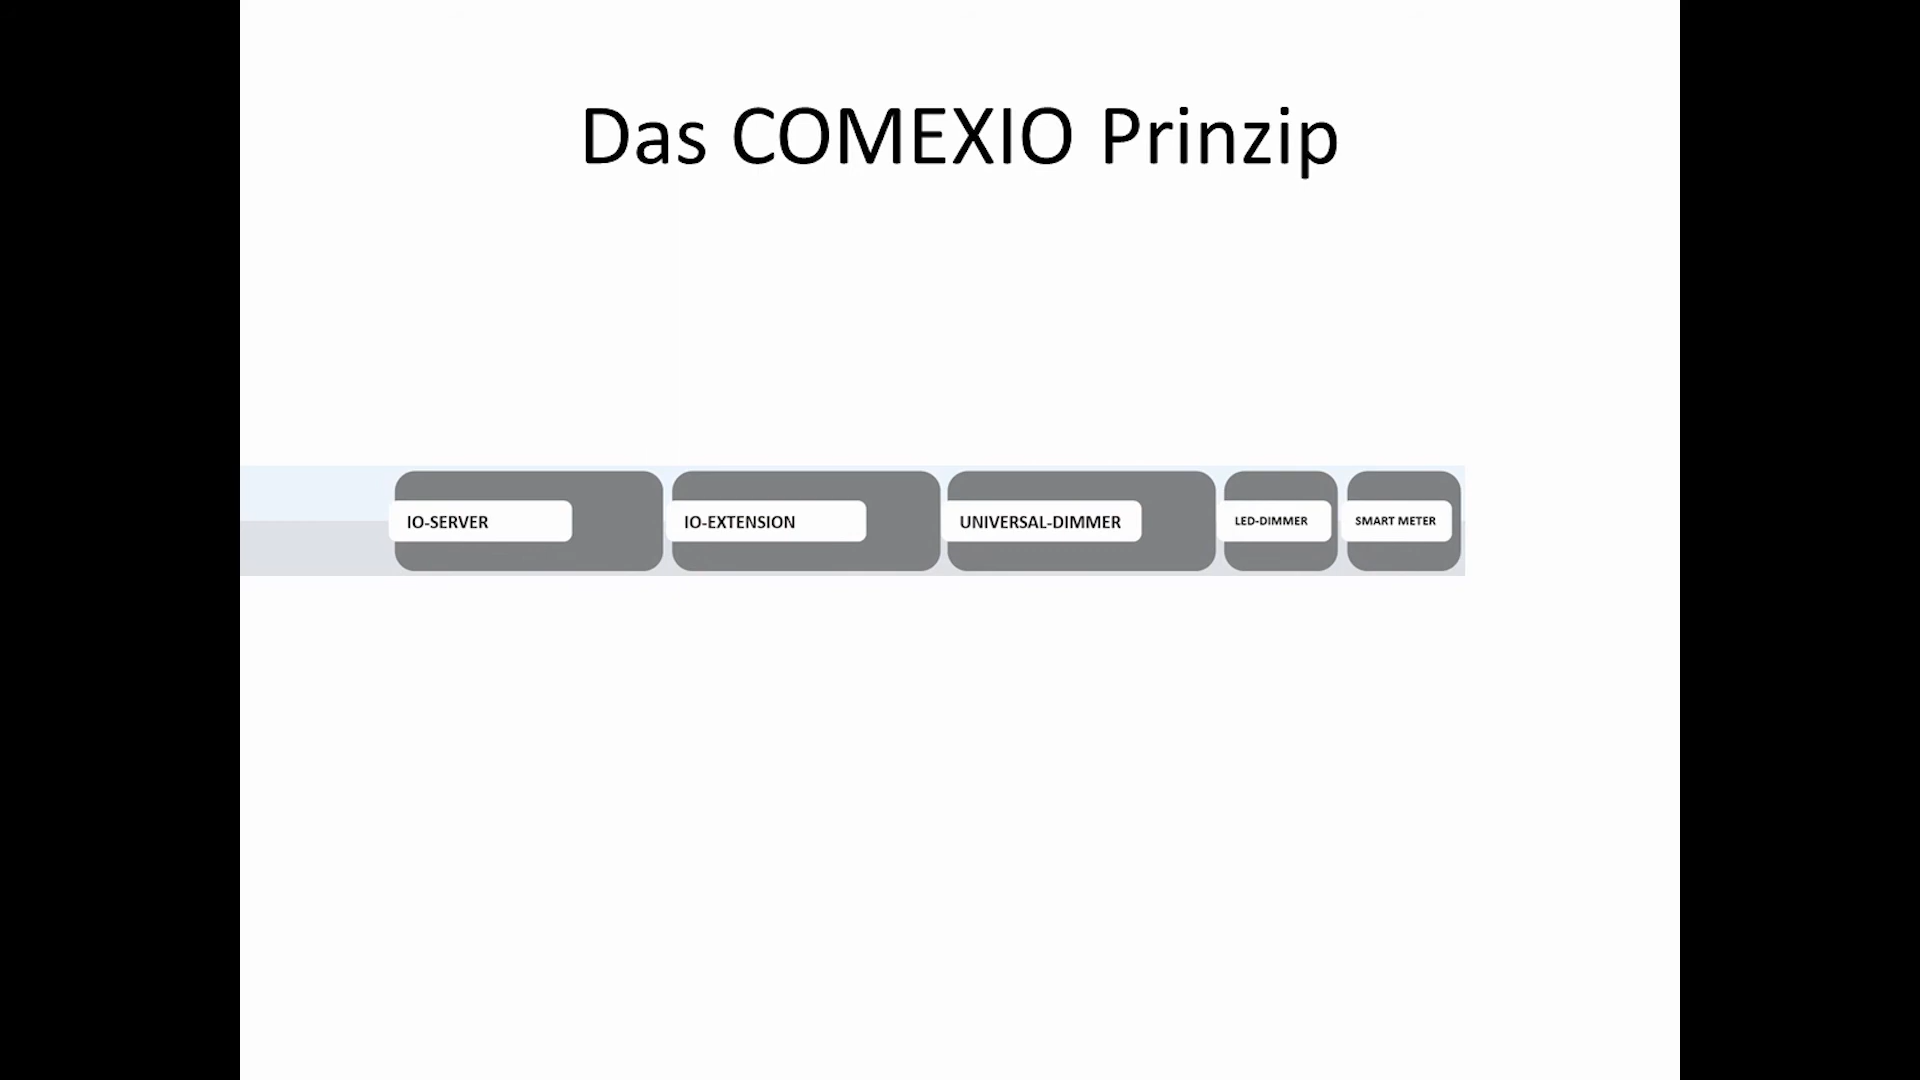 Das COMEXIO Prinzip
IO-SERVER
IO-EXTENSION
UNIVERSAL-DIMMER
LED-DIMMER
SMART METER